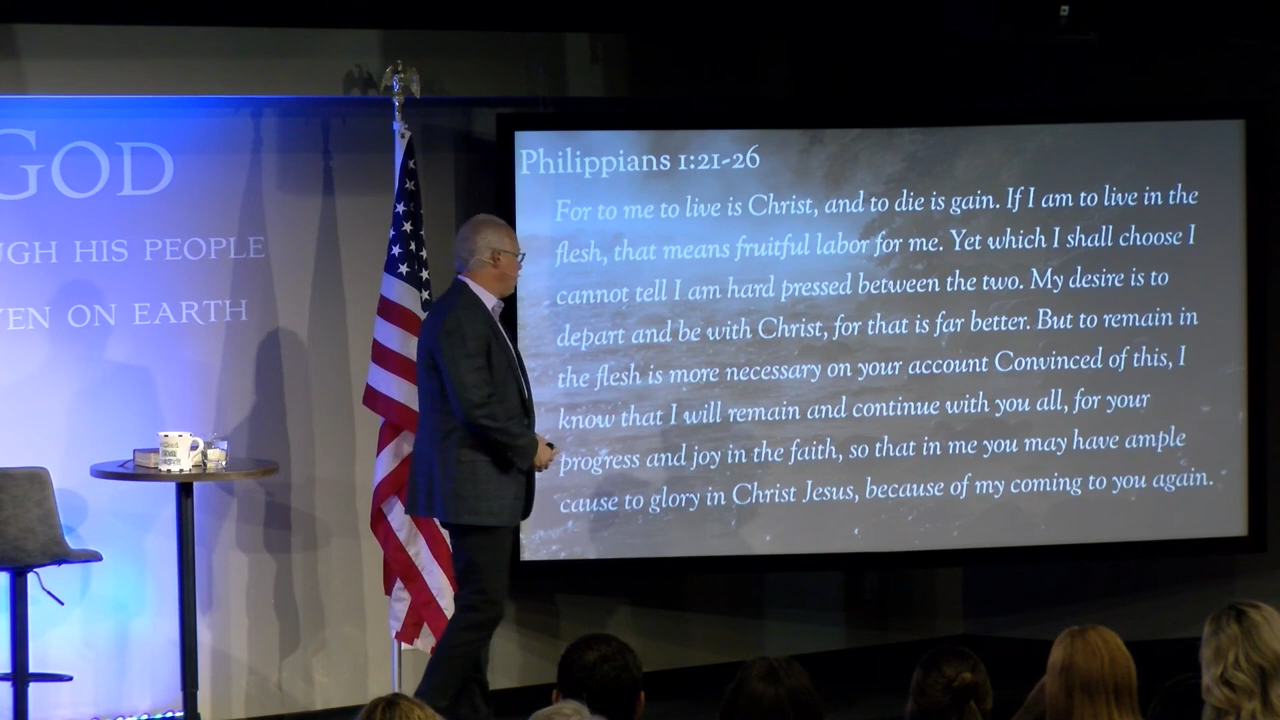 GOD
UGH HIS PEOPLE
VEN ON EARTH
Philippians 1:21-26
For to me to live is Christ, and to die is gain. If I am to live in the
flesh, that means fruitful labor for me. Yet which I shall choose I
cannot tell I am hard pressed between the two. My desire is to
depart and be with Christ, for that is far better. But to remain in
the flesh is more necessary on your account Convinced of this, I
know that I will remain and continue with you all, for your
progress and joy in the faith, so that in me you may have ample
cause to glory in Christ Jesus, because of my coming to you again.